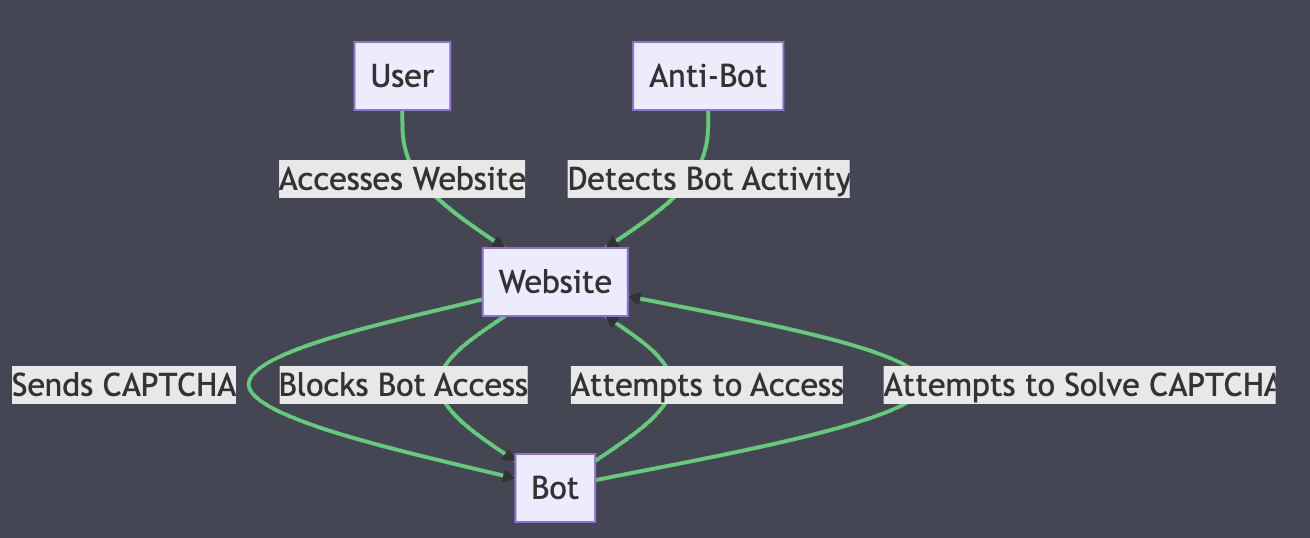 User
Anti-Bot
Accesses Website
Detects Bot Activity
Website
Sends CAPTCHA
Blocks Bot Access
Attempts to Access
Attempts to Solve CAPTCHA
Bot